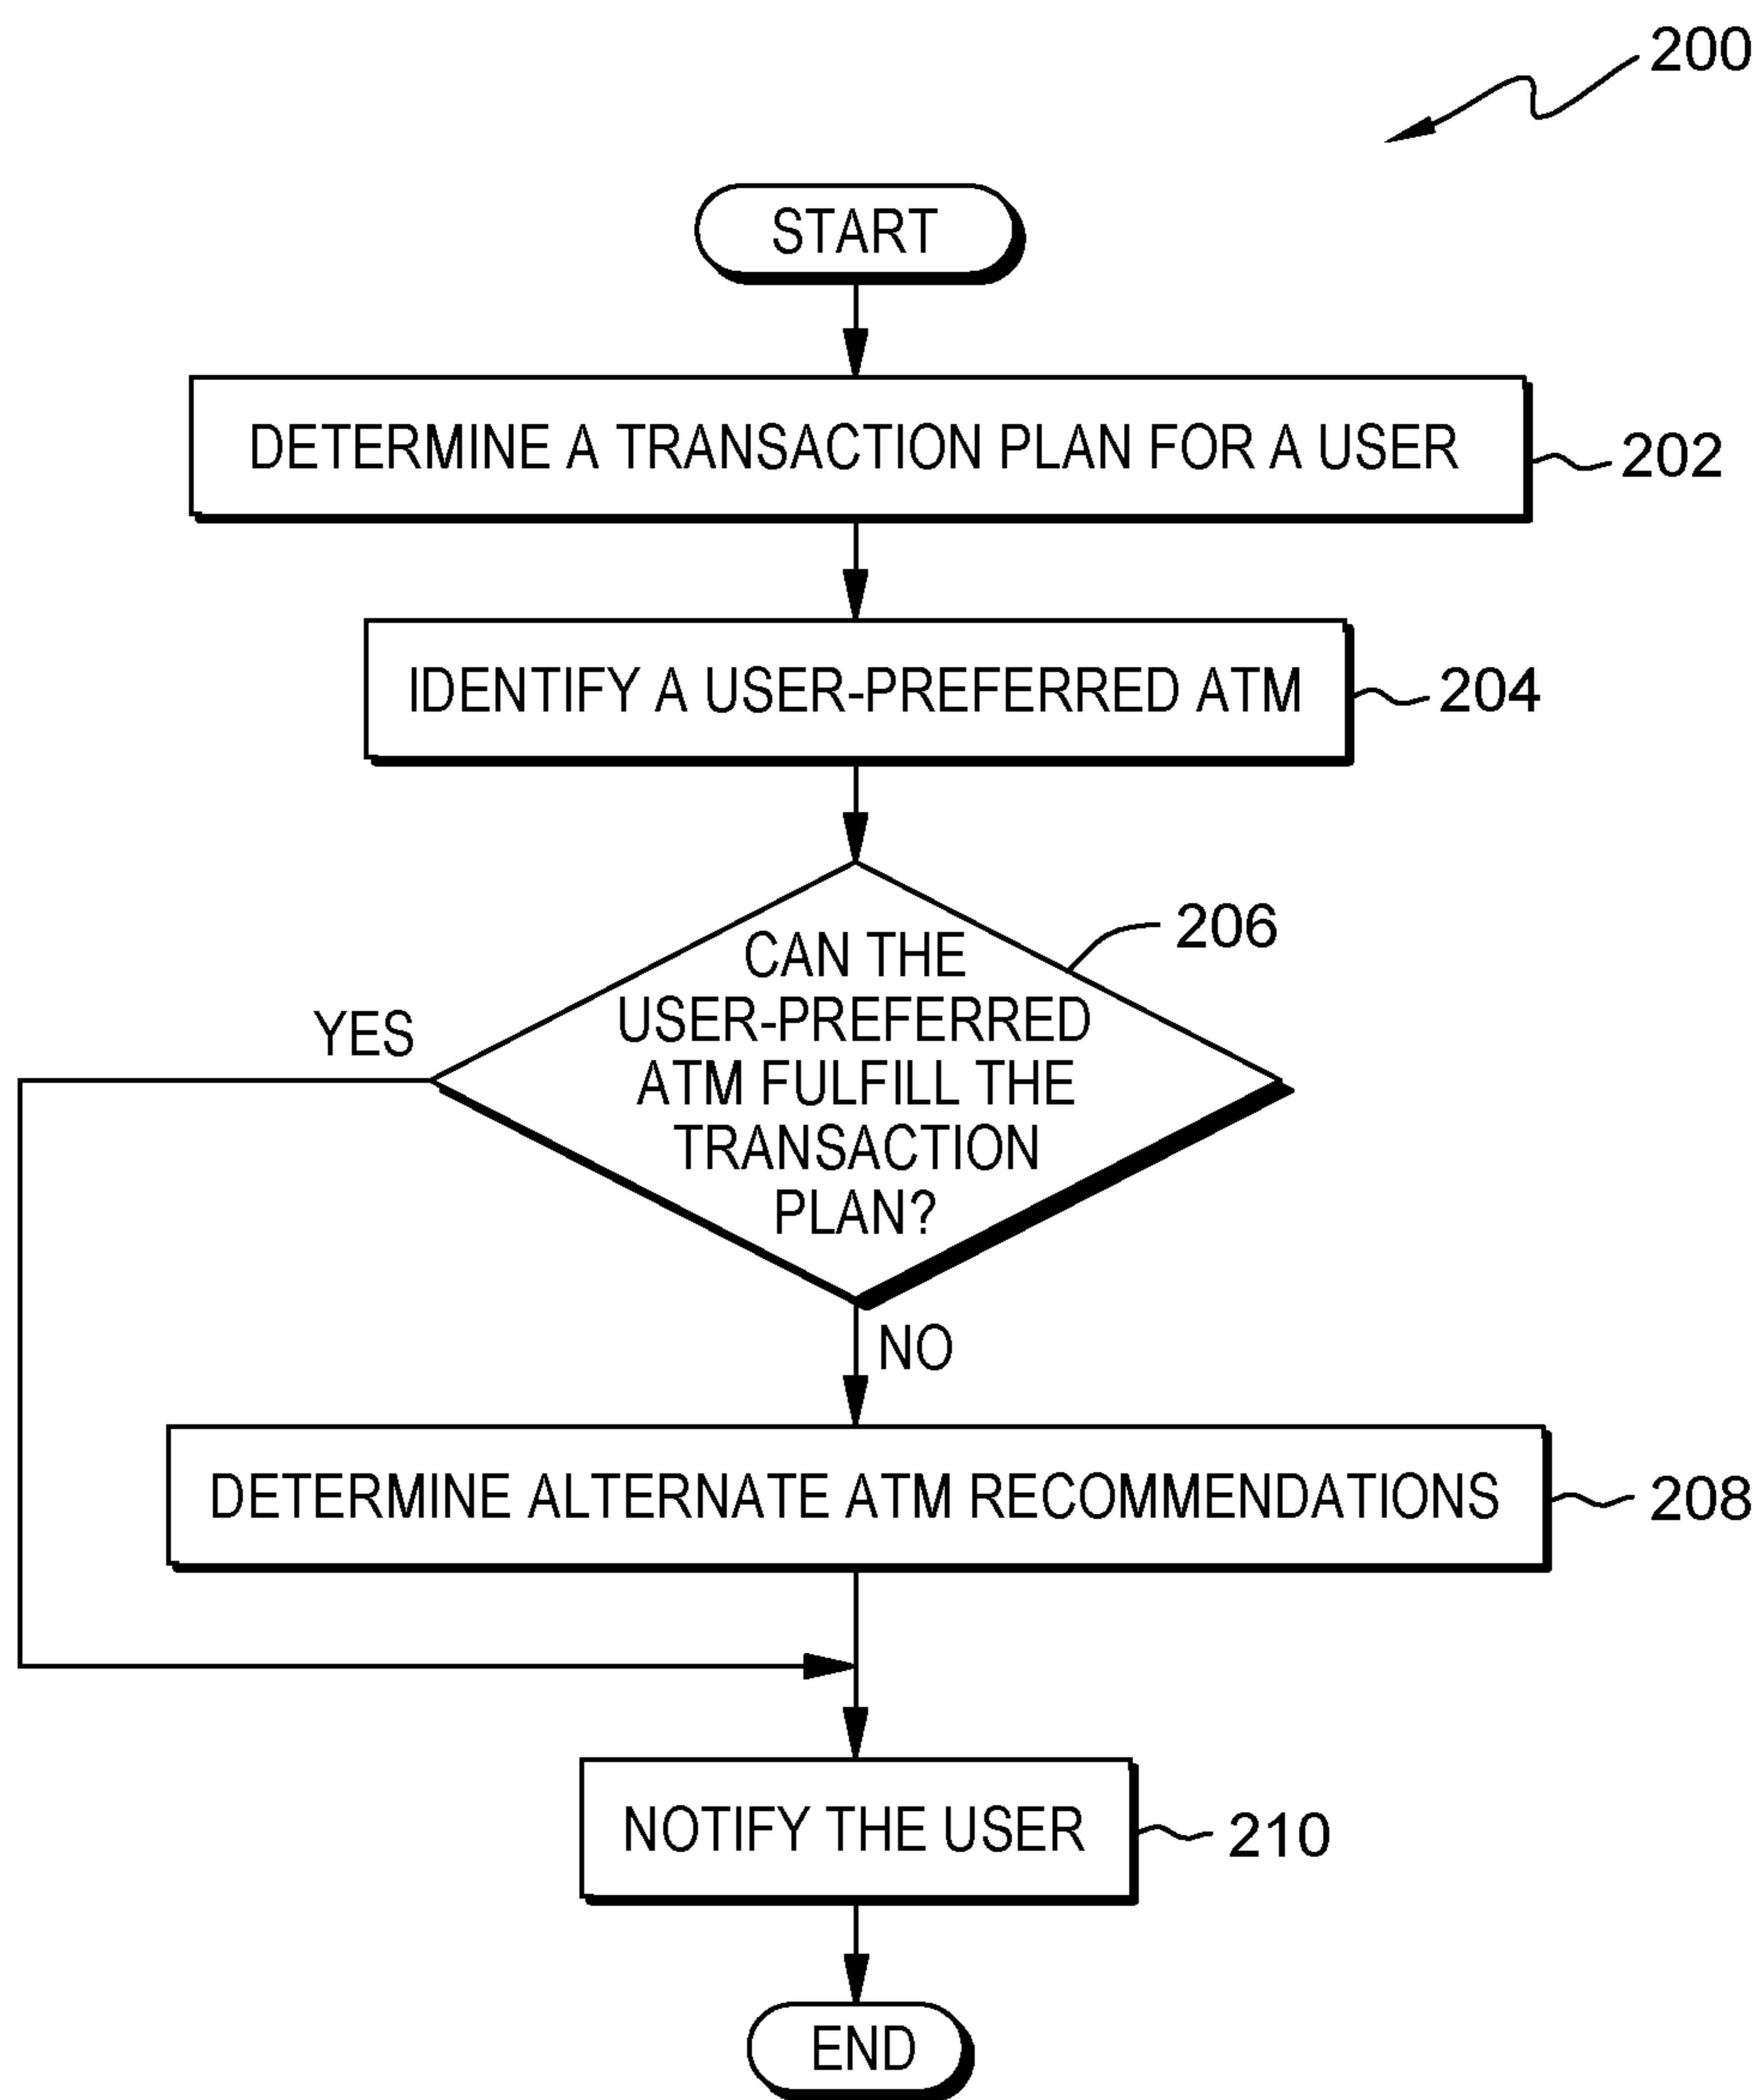 200
START
DETERMINE A TRANSACTION PLAN FOR A USER
202
IDENTIFY A USER-PREFERRED ATM
204
206
CAN THE
USER-PREFERRED
ATM FULFILL THE
TRANSACTION
PLAN?
YES
NO
DETERMINE ALTERNATE ATM RECOMMENDATIONS
208
NOTIFY THE USER
210
END